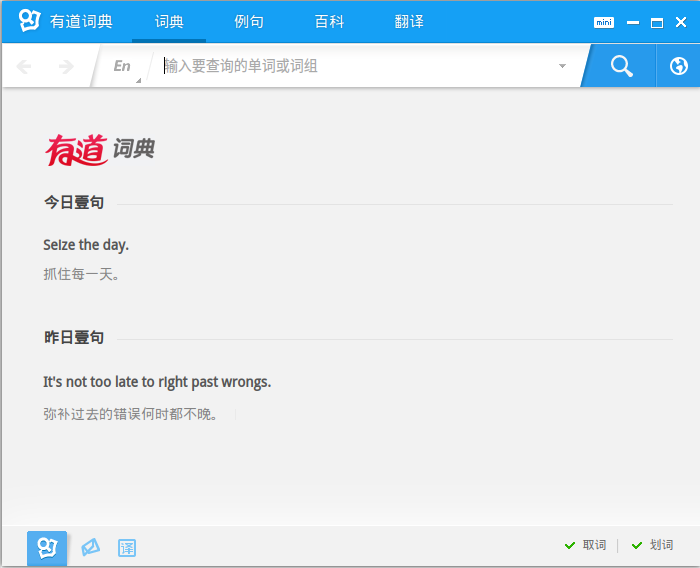 有道词典 词典 例句 百科 翻译 mini
En 输入要查询的单词或词组
有道 词典
今日壹句
Seize the day.
抓住每一天。
昨日壹句
It's not too late to right past wrongs.
弥补过去的错误何时都不晚。
译 取词 划词